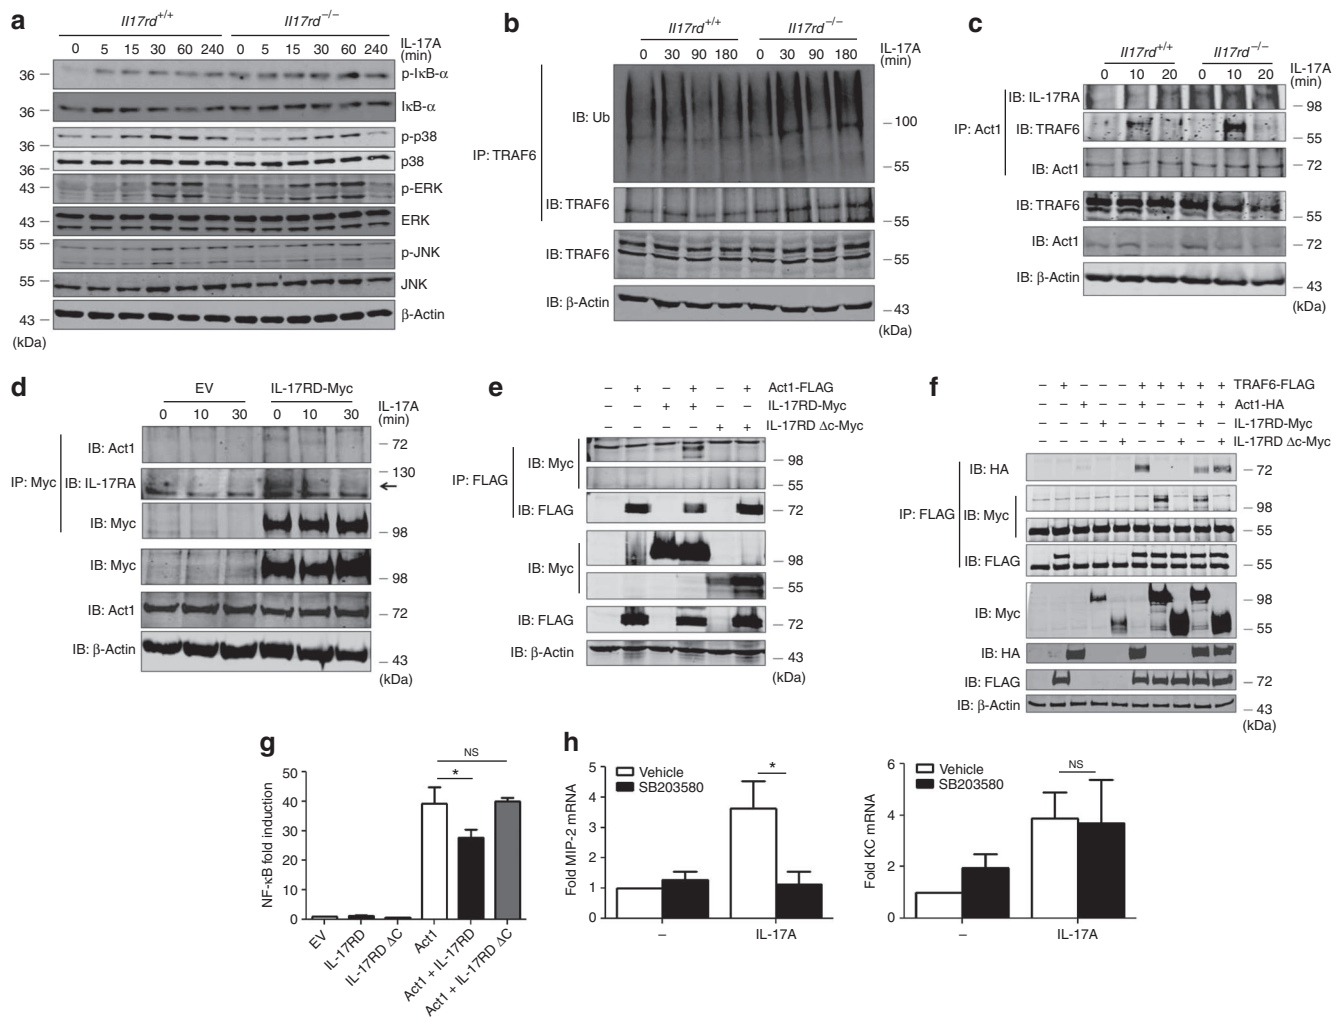 a
Il17rd+/+ Il17rd−/−
0 5 15 30 60 240 0 5 15 30 60 240 IL-17A (min)
36 p-IκB-α
36 IκB-α
36 p-p38
36 p38
43 p-ERK
43 ERK
55 p-JNK
55 JNK
43 β-Actin
(kDa)
b
Il17rd+/+ Il17rd−/−
0 30 90 180 0 30 90 180 IL-17A (min)
IP: TRAF6
IB: Ub 100
55
IB: TRAF6 55
IB: TRAF6 55
IB: β-Actin 43
(kDa)
c
Il17rd+/+ Il17rd−/−
0 10 20 0 10 20 IL-17A (min)
IP: Act1
IB: IL-17RA 98
IB: TRAF6
IB: Act1 72
IB: TRAF6 55
IB: Act1 72
IB: β-Actin 43
(kDa)
d
EV IL-17RD-Myc
0 10 30 0 10 30 IL-17A (min)
IP: Myc
IB: Act1 72
IB: IL-17RA 130
IB: Myc 98
IB: Myc 98
IB: Act1 72
IB: β-Actin 43
(kDa)
e
− + − + − + Act1-FLAG
− − + + − − IL-17RD-Myc
− − − − + + IL-17RD Δc-Myc
IP: FLAG
IB: Myc 98
55
IB: FLAG 72
IB: Myc 98
55
IB: FLAG 72
IB: β-Actin 43
(kDa)
f
− + − − − + + + + + TRAF6-FLAG
− − + − − + − − + + Act1-HA
− − − + − − + − + − IL-17RD-Myc
− − − − + − − + − + IL-17RD Δc-Myc
IP: FLAG
IB: HA 72
IB: Myc 98
55
IB: FLAG 55
IB: Myc 98
55
IB: HA
IB: FLAG 72
IB: β-Actin 43
(kDa)
g
NF-κB fold induction
50
40
30
20
10
0
NS
*
EV IL-17RD IL-17RD ΔC Act1 Act1 + IL-17RD Act1 + IL-17RD ΔC
h
Fold MIP-2 mRNA
5
4
3
2
1
0
Vehicle
SB203580
*
− IL-17A
Fold KC mRNA
6
4
2
0
Vehicle
SB203580
NS
− IL-17A